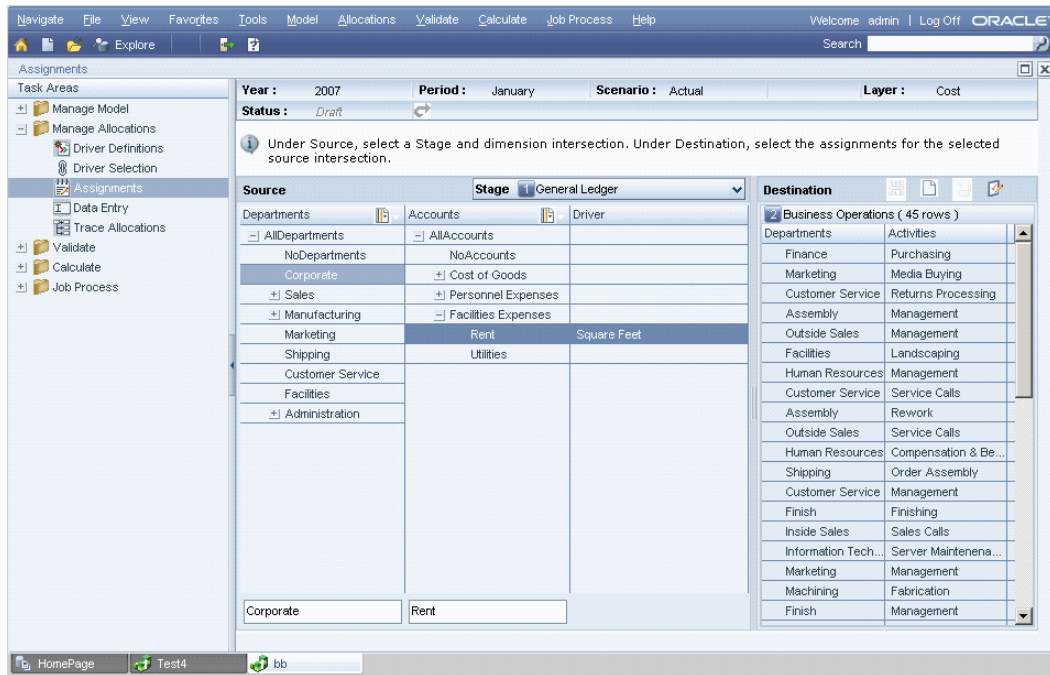 Navigate File View Favorites Tools Model Allocations Validate Calculate Job Process Help Welcome admin | Log Off ORACLE
Explore Search
Assignments
Task Areas
Manage Model
Manage Allocations
Driver Definitions
Driver Selection
Assignments
Data Entry
Trace Allocations
Validate
Calculate
Job Process
Year : 2007 Period : January Scenario : Actual Layer : Cost
Status : Draft
Under Source, select a Stage and dimension intersection. Under Destination, select the assignments for the selected
source intersection.
Source Stage 1 General Ledger
Departments Accounts Driver
AllDepartments AllAccounts
NoDepartments NoAccounts
Corporate Cost of Goods
Sales Personnel Expenses
Manufacturing Facilities Expenses
Marketing Rent Square Feet
Shipping Utilities
Customer Service
Facilities
Administration
Corporate Rent
Destination
2 Business Operations ( 45 rows )
Departments Activities
Finance Purchasing
Marketing Media Buying
Customer Service Returns Processing
Assembly Management
Outside Sales Management
Facilities Landscaping
Human Resources Management
Customer Service Service Calls
Assembly Rework
Outside Sales Service Calls
Human Resources Compensation & Be...
Shipping Order Assembly
Customer Service Management
Finish Finishing
Inside Sales Sales Calls
Information Tech... Server Maintenena...
Marketing Management
Machining Fabrication
Finish Management
HomePage Test4 bb